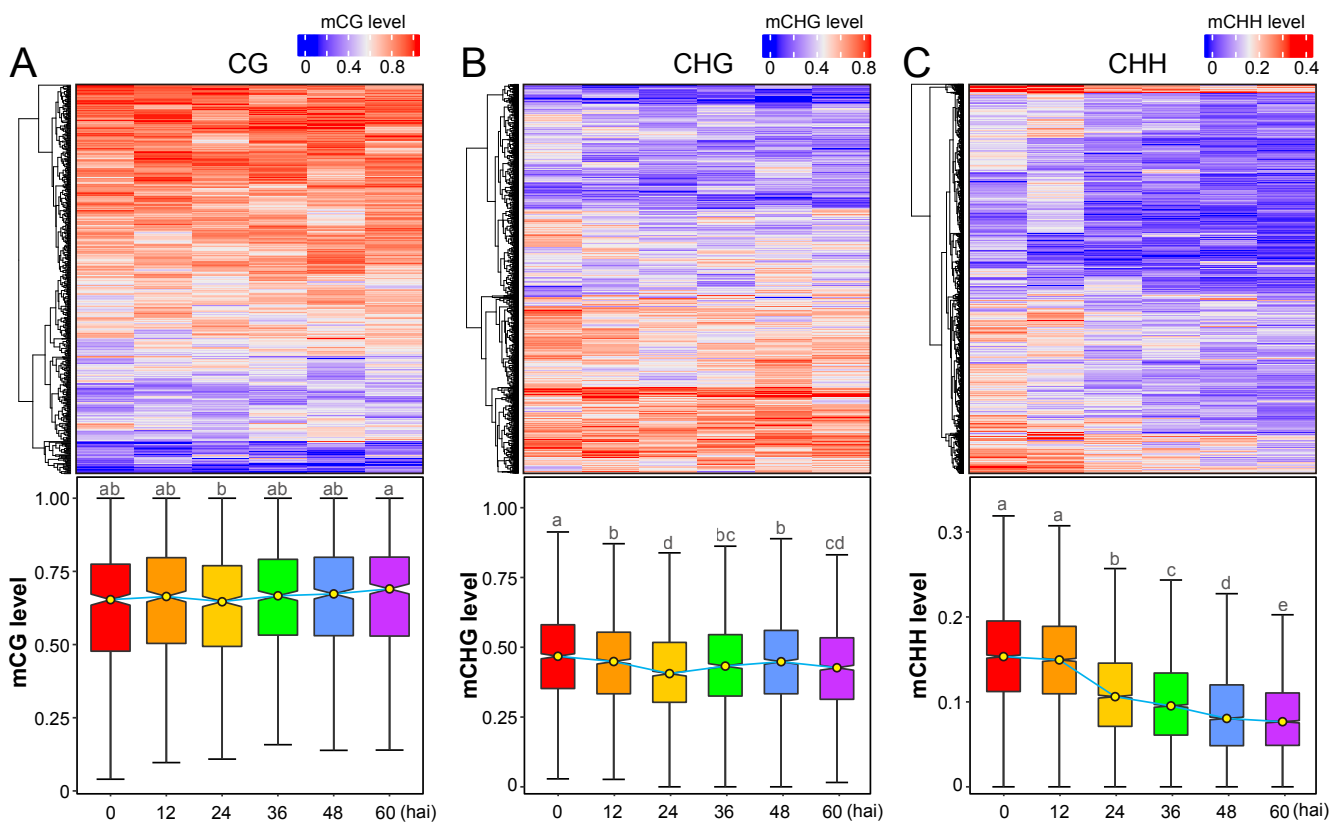 A
CG
mCG level
0 0.4 0.8
B
CHG
mCHG level
0 0.4 0.8
C
CHH
mCHH level
0 0.2 0.4
mCG level
1.00
0.75
0.50
0.25
0
ab ab b ab ab a
0 12 24 36 48 60 (hai)
mCHG level
1.00
0.75
0.50
0.25
0
a b d bc b cd
0 12 24 36 48 60 (hai)
mCHH level
0.3
0.2
0.1
0
a a b c d e
0 12 24 36 48 60 (hai)